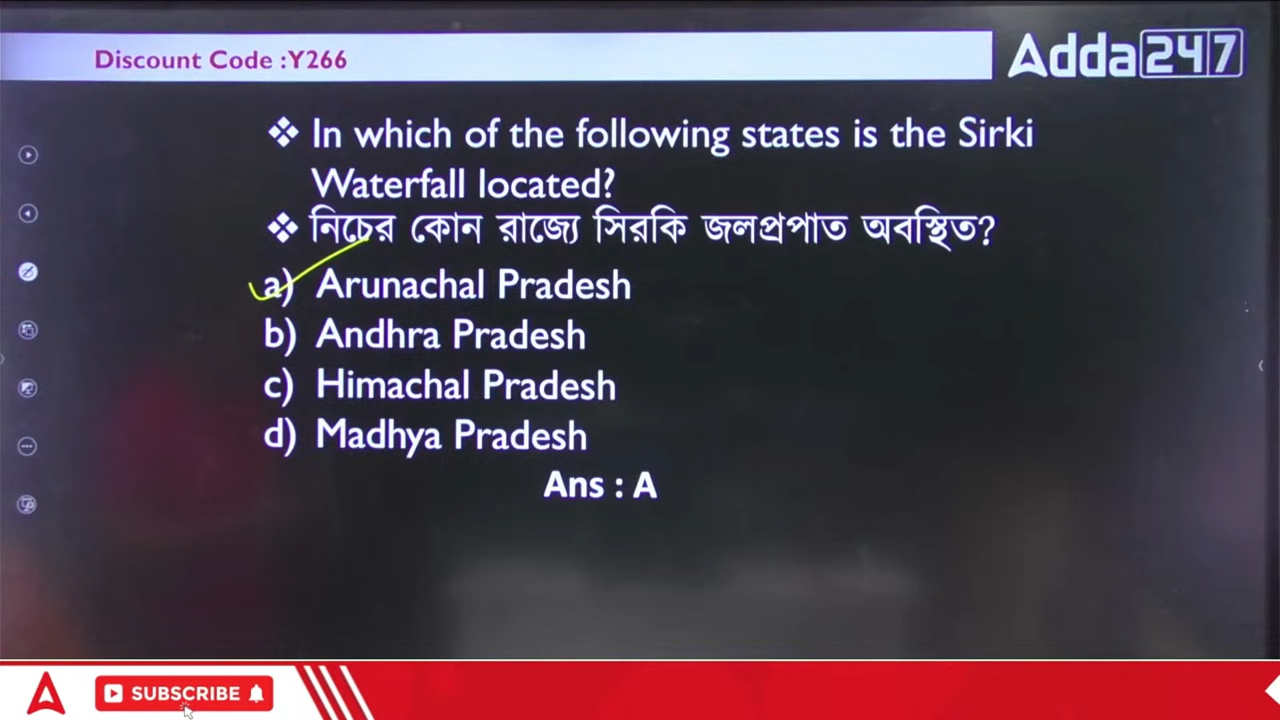 Discount Code :Y266
Adda247
❖ In which of the following states is the Sirki
Waterfall located?
❖ নিচের কোন রাজ্যে সিরকি জলপ্রপাত অবস্থিত?
a) Arunachal Pradesh
b) Andhra Pradesh
c) Himachal Pradesh
d) Madhya Pradesh
Ans : A
SUBSCRIBE